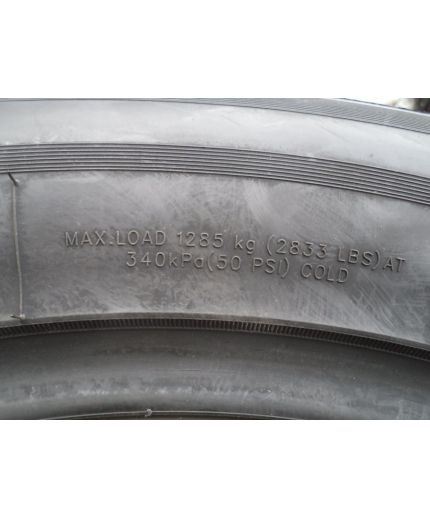 MAX.LOAD 1285 kg (2833 LBS) AT
340kPa(50 PSI) COLD